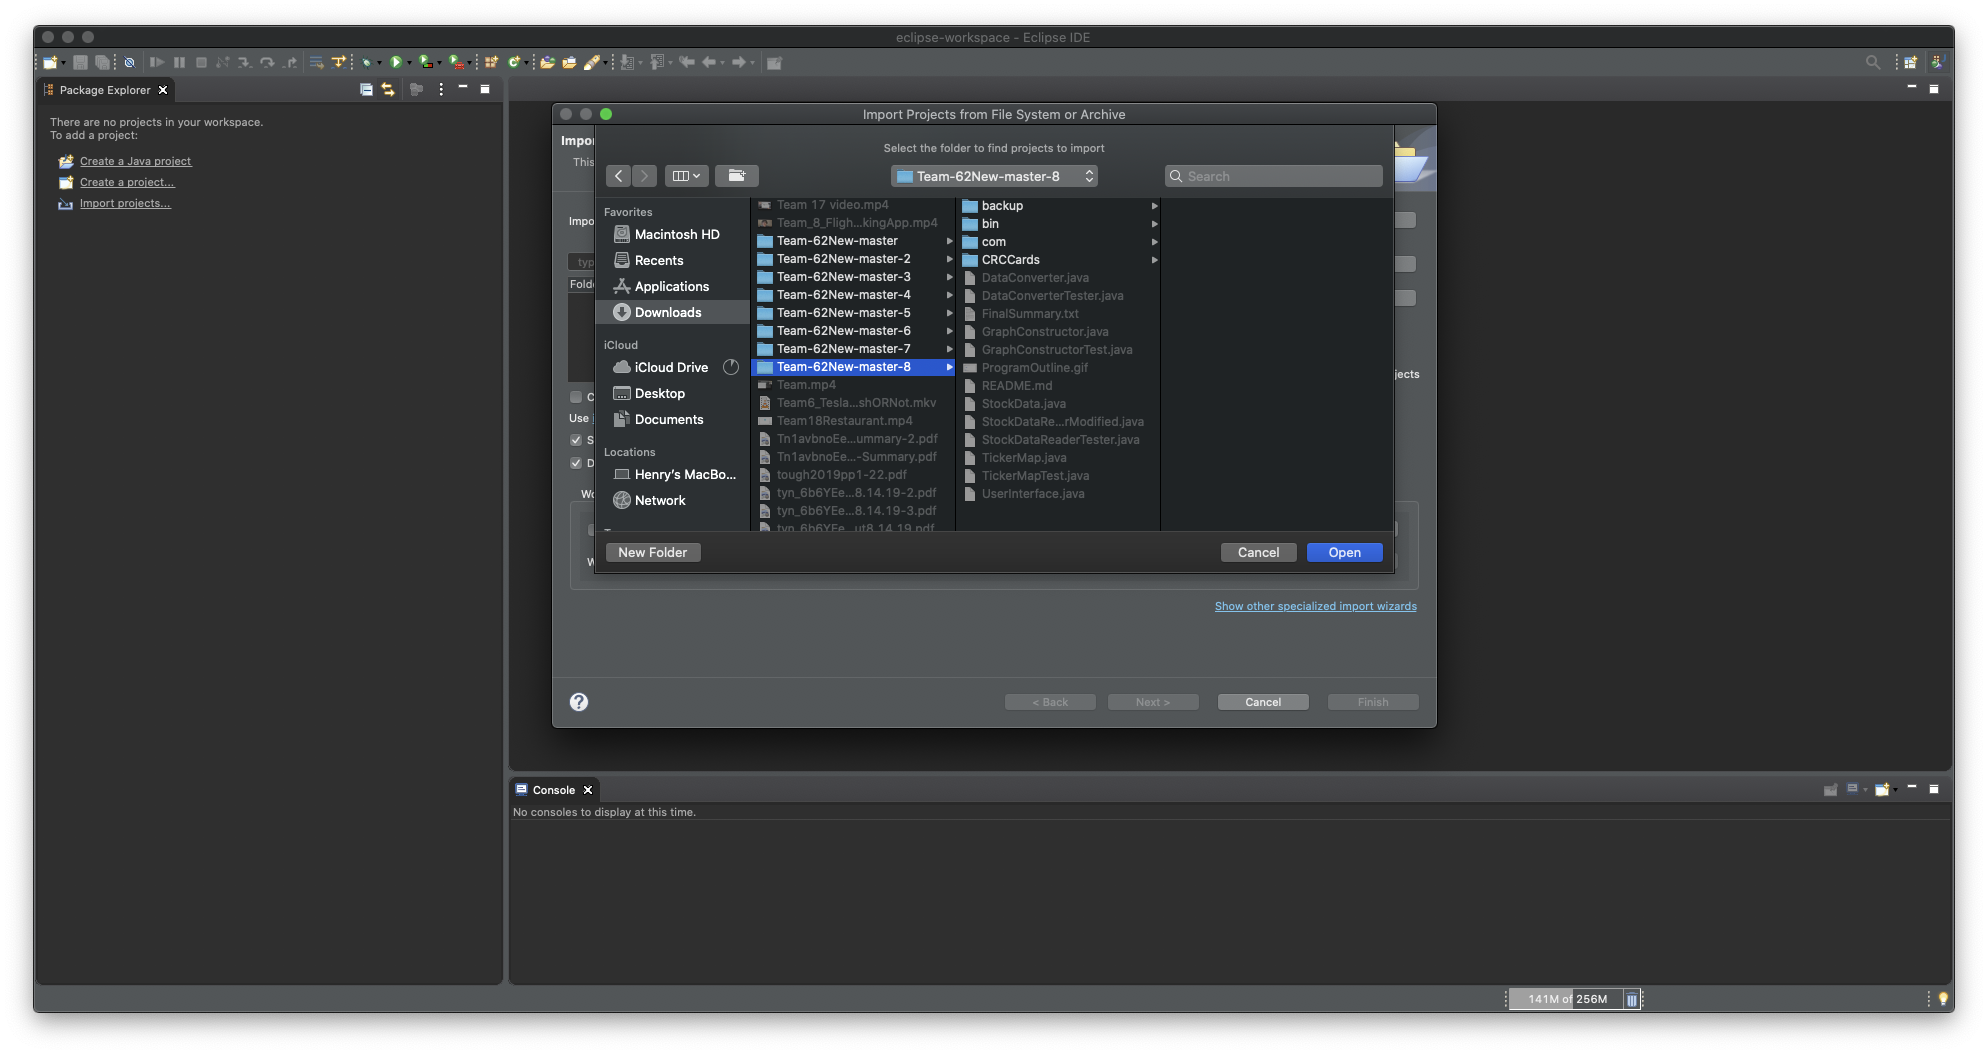 eclipse-workspace - Eclipse IDE
Package Explorer
There are no projects in your workspace.
To add a project:
Create a Java project
Create a project...
Import projects...
Import Projects from File System or Archive
Impor
This
Select the folder to find projects to import
Team-62New-master-8
Search
Impo
typ
Folde
C
Use
S
D
Wo
W
jects
Favorites
Macintosh HD
Recents
Applications
Downloads
iCloud
iCloud Drive
Desktop
Documents
Locations
Henry's MacBo...
Network
Team 17 video.mp4
Team_8_Fligh...kingApp.mp4
Team-62New-master
Team-62New-master-2
Team-62New-master-3
Team-62New-master-4
Team-62New-master-5
Team-62New-master-6
Team-62New-master-7
Team-62New-master-8
Team.mp4
Team6_Tesla...shORNot.mkv
Team18Restaurant.mp4
Tn1avbnoEe...ummary-2.pdf
Tn1avbnoEe...-Summary.pdf
tough2019pp1-22.pdf
tyn_6b6YEe...8.14.19-2.pdf
tyn_6b6YEe...8.14.19-3.pdf
tyn_6b6YEe...ut8.14.19.pdf
backup
bin
com
CRCCards
DataConverter.java
DataConverterTester.java
FinalSummary.txt
GraphConstructor.java
GraphConstructorTest.java
ProgramOutline.gif
README.md
StockData.java
StockDataRe...rModified.java
StockDataReaderTester.java
TickerMap.java
TickerMapTest.java
UserInterface.java
New Folder
Cancel
Open
Show other specialized import wizards
?
< Back
Next >
Cancel
Finish
Console
No consoles to display at this time.
141M of 256M